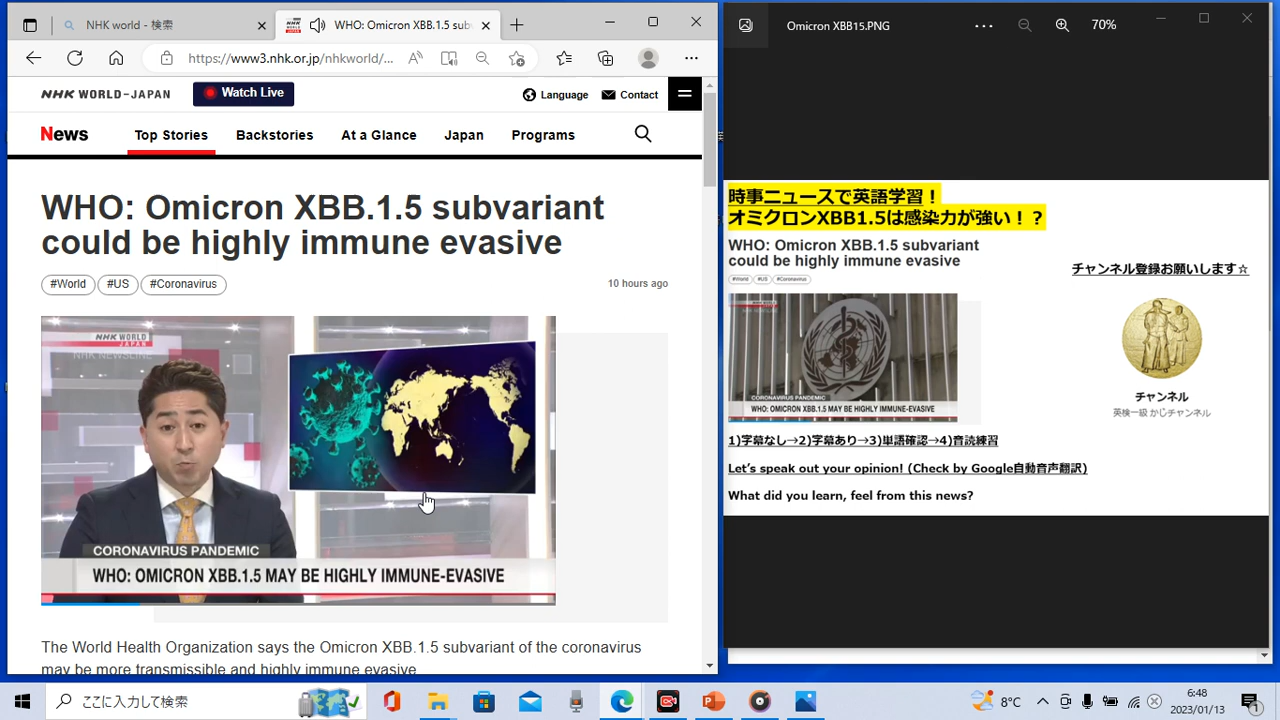 NHK world - 検索
WHO: Omicron XBB.1.5 sub
https://www3.nhk.or.jp/nhkworld/...
NHK WORLD-JAPAN
Watch Live
Language
Contact
News
Top Stories
Backstories
At a Glance
Japan
Programs
WHO: Omicron XBB.1.5 subvariant
could be highly immune evasive
#World
#US
#Coronavirus
10 hours ago
NHK WORLD
JAPAN
NHK NEWSLINE
CORONAVIRUS PANDEMIC
WHO: OMICRON XBB.1.5 MAY BE HIGHLY IMMUNE-EVASIVE
The World Health Organization says the Omicron XBB.1.5 subvariant of the coronavirus
may be more transmissible and highly immune evasive
Omicron XBB15.PNG
70%
時事ニュースで英語学習！
オミクロンXBB1.5は感染力が強い！？
WHO: Omicron XBB.1.5 subvariant
could be highly immune evasive
#World
#US
#Coronavirus
チャンネル登録お願いします☆
CORONAVIRUS PANDEMIC
WHO: OMICRON XBB.1.5 MAY BE HIGHLY IMMUNE-EVASIVE
チャンネル
英検一級 かじチャンネル
1)字幕なし→2)字幕あり→3)単語確認→4)音読練習
Let's speak out your opinion! (Check by Google自動音声翻訳)
What did you learn, feel from this news?
ここに入力して検索
8°C
6:48
2023/01/13
1